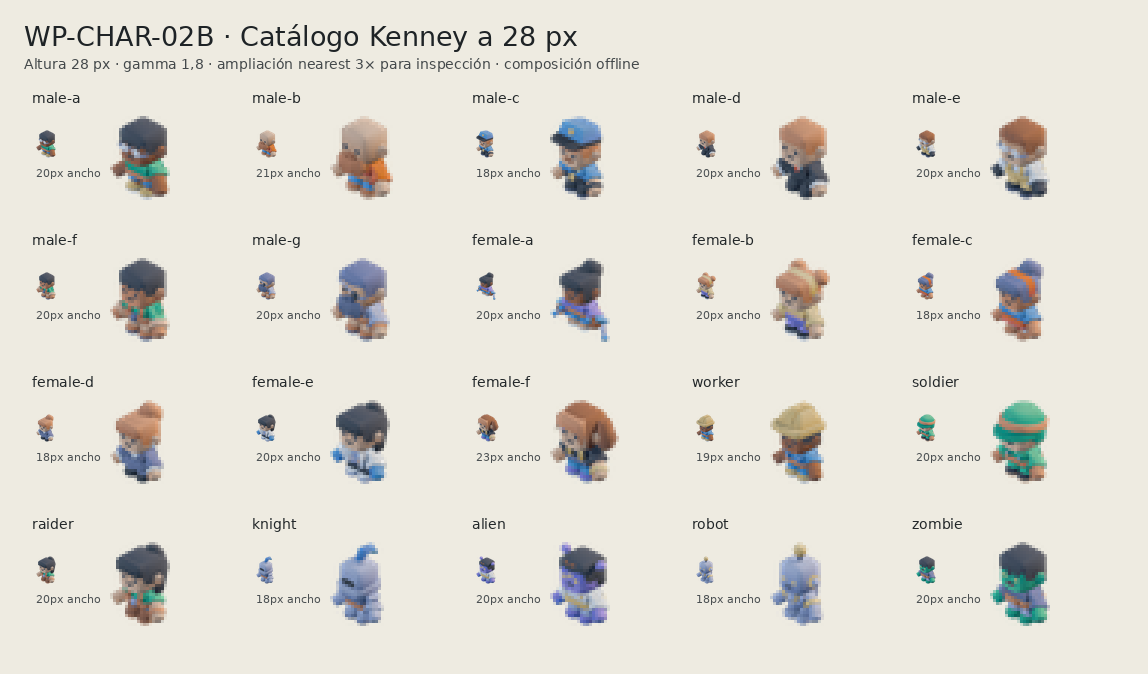 WP-CHAR-02B · Catálogo Kenney a 28 px
Altura 28 px · gamma 1,8 · ampliación nearest 3× para inspección · composición offline
male-a
male-b
male-c
male-d
male-e
20px ancho
21px ancho
18px ancho
20px ancho
20px ancho
male-f
male-g
female-a
female-b
female-c
20px ancho
20px ancho
20px ancho
20px ancho
18px ancho
female-d
female-e
female-f
worker
soldier
18px ancho
20px ancho
23px ancho
19px ancho
20px ancho
raider
knight
alien
robot
zombie
20px ancho
18px ancho
20px ancho
18px ancho
20px ancho